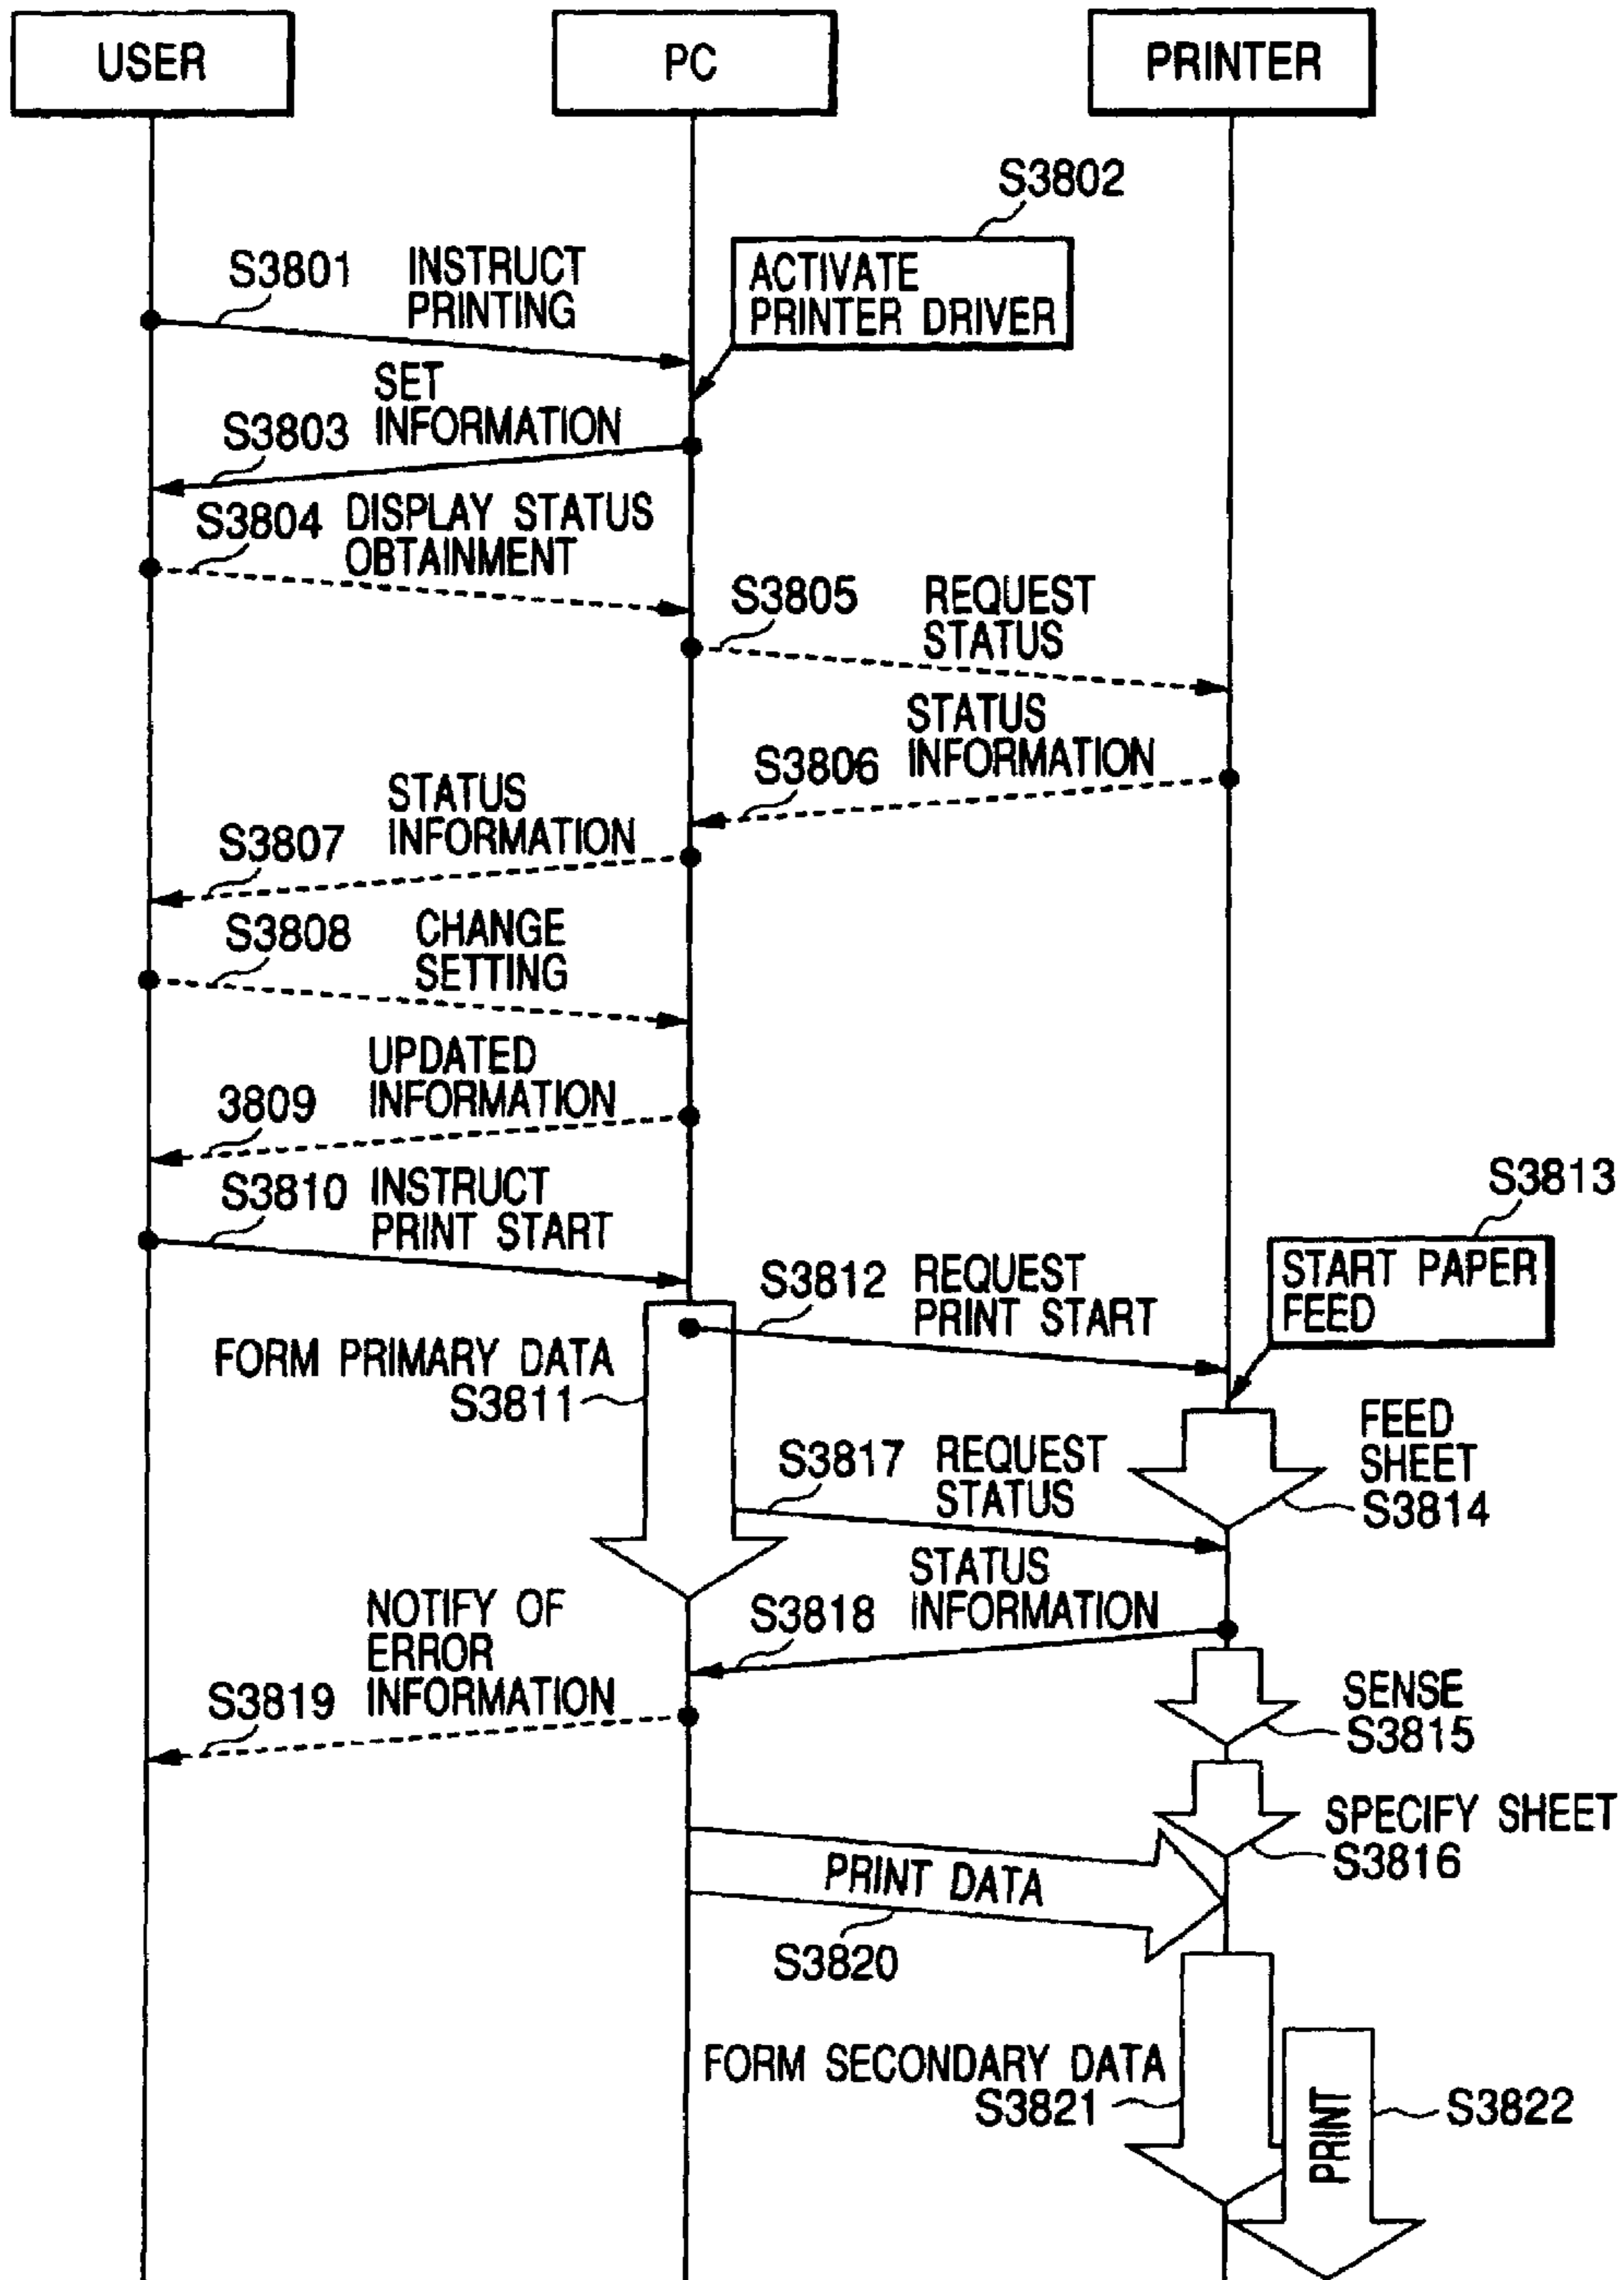 USER
PC
PRINTER
S3802
S3801
INSTRUCT
PRINTING
ACTIVATE
PRINTER DRIVER
SET
INFORMATION
S3803
S3804
DISPLAY STATUS
OBTAINMENT
S3805
REQUEST
STATUS
STATUS
INFORMATION
S3806
STATUS
INFORMATION
S3807
S3808
CHANGE
SETTING
UPDATED
INFORMATION
3809
S3810
INSTRUCT
PRINT START
S3813
START PAPER
FEED
S3812
REQUEST
PRINT START
FORM PRIMARY DATA
S3811
FEED
SHEET
S3814
S3817
REQUEST
STATUS
STATUS
INFORMATION
S3818
NOTIFY OF
ERROR
INFORMATION
S3819
SENSE
S3815
SPECIFY SHEET
S3816
PRINT DATA
S3820
FORM SECONDARY DATA
S3821
PRINT
S3822